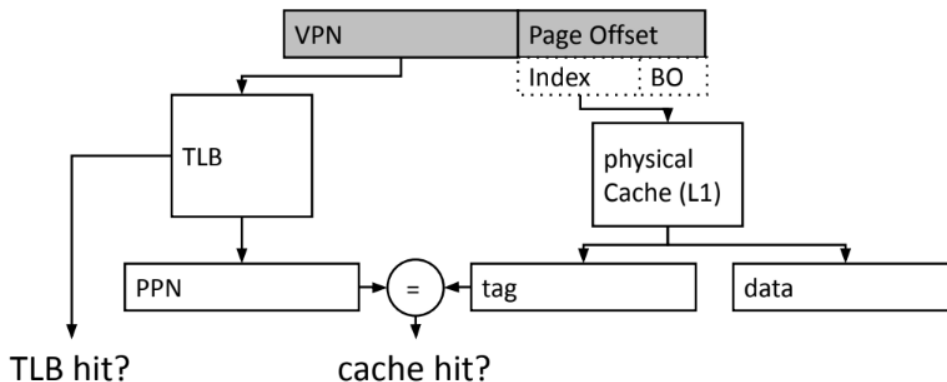 VPN
Page Offset
Index
BO
TLB
physical
Cache (L1)
PPN
=
tag
data
TLB hit?
cache hit?